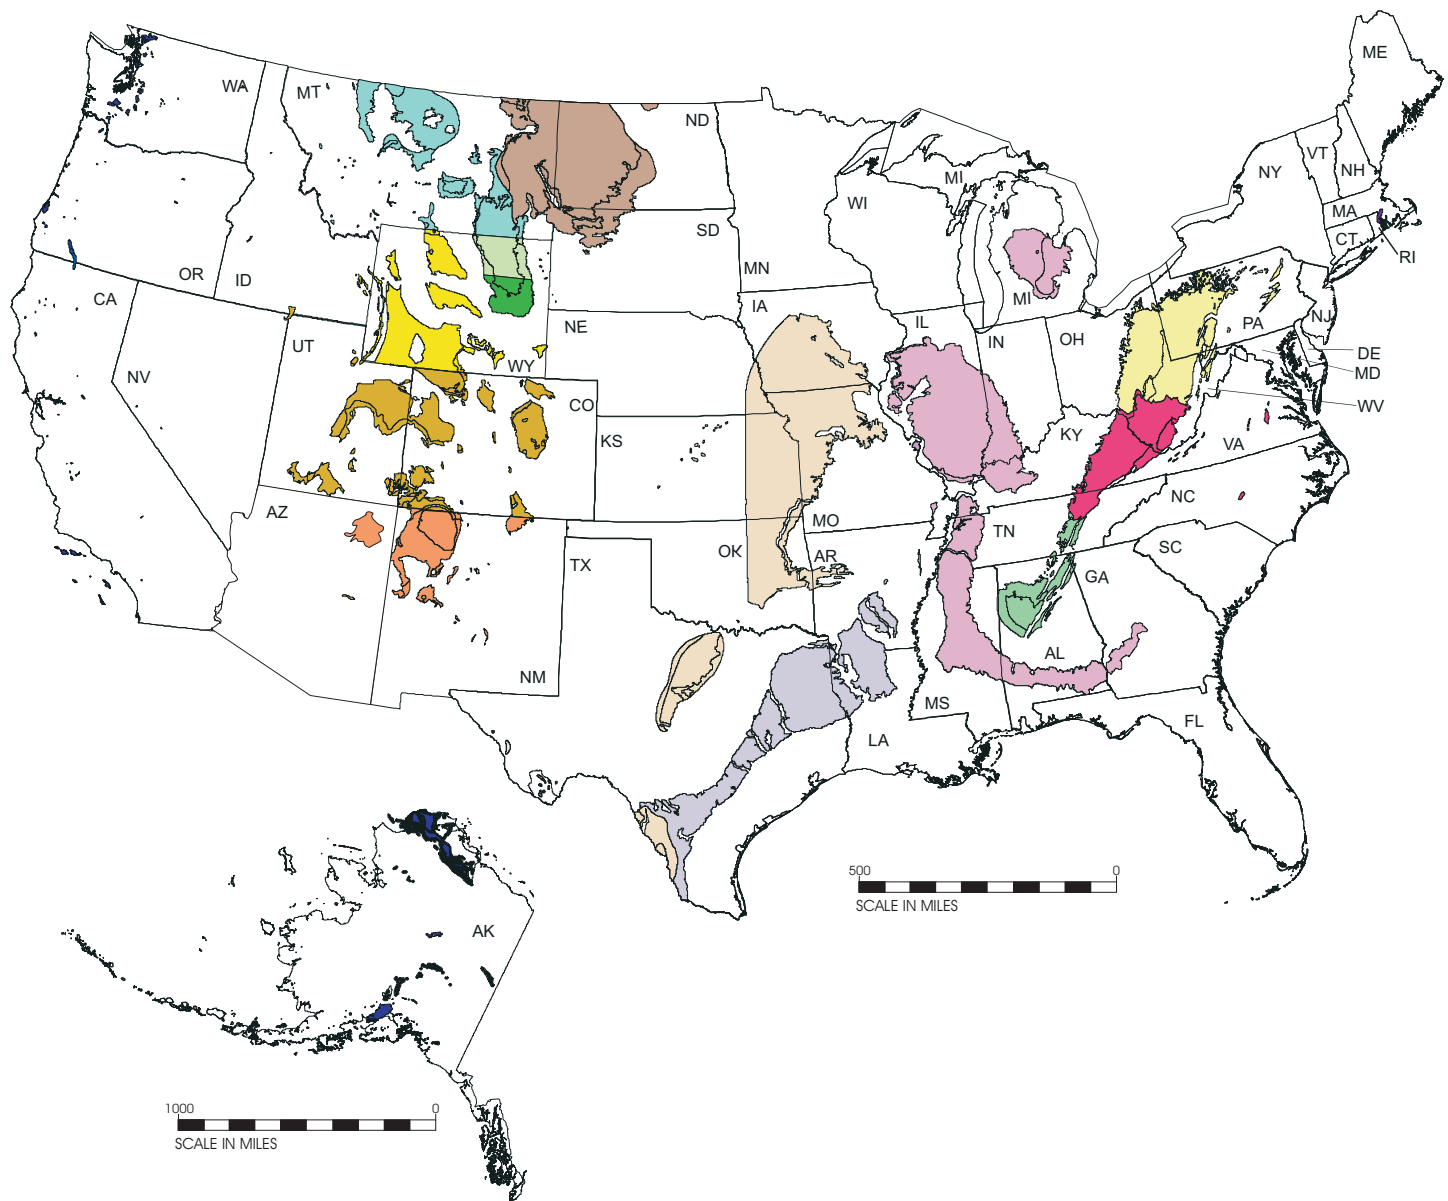 ME
WA
MT
ND
VT
NY
NH
MI
WI
MA
SD
CT
RI
MN
OR
ID
CA
MI
IA
NJ
IL
PA
NE
OH
IN
UT
DE
WY
MD
NV
CO
WV
KS
KY
VA
NC
AZ
MO
TN
SC
OK
AR
TX
GA
AL
NM
MS
FL
LA
500 0
SCALE IN MILES
AK
1000 0
SCALE IN MILES